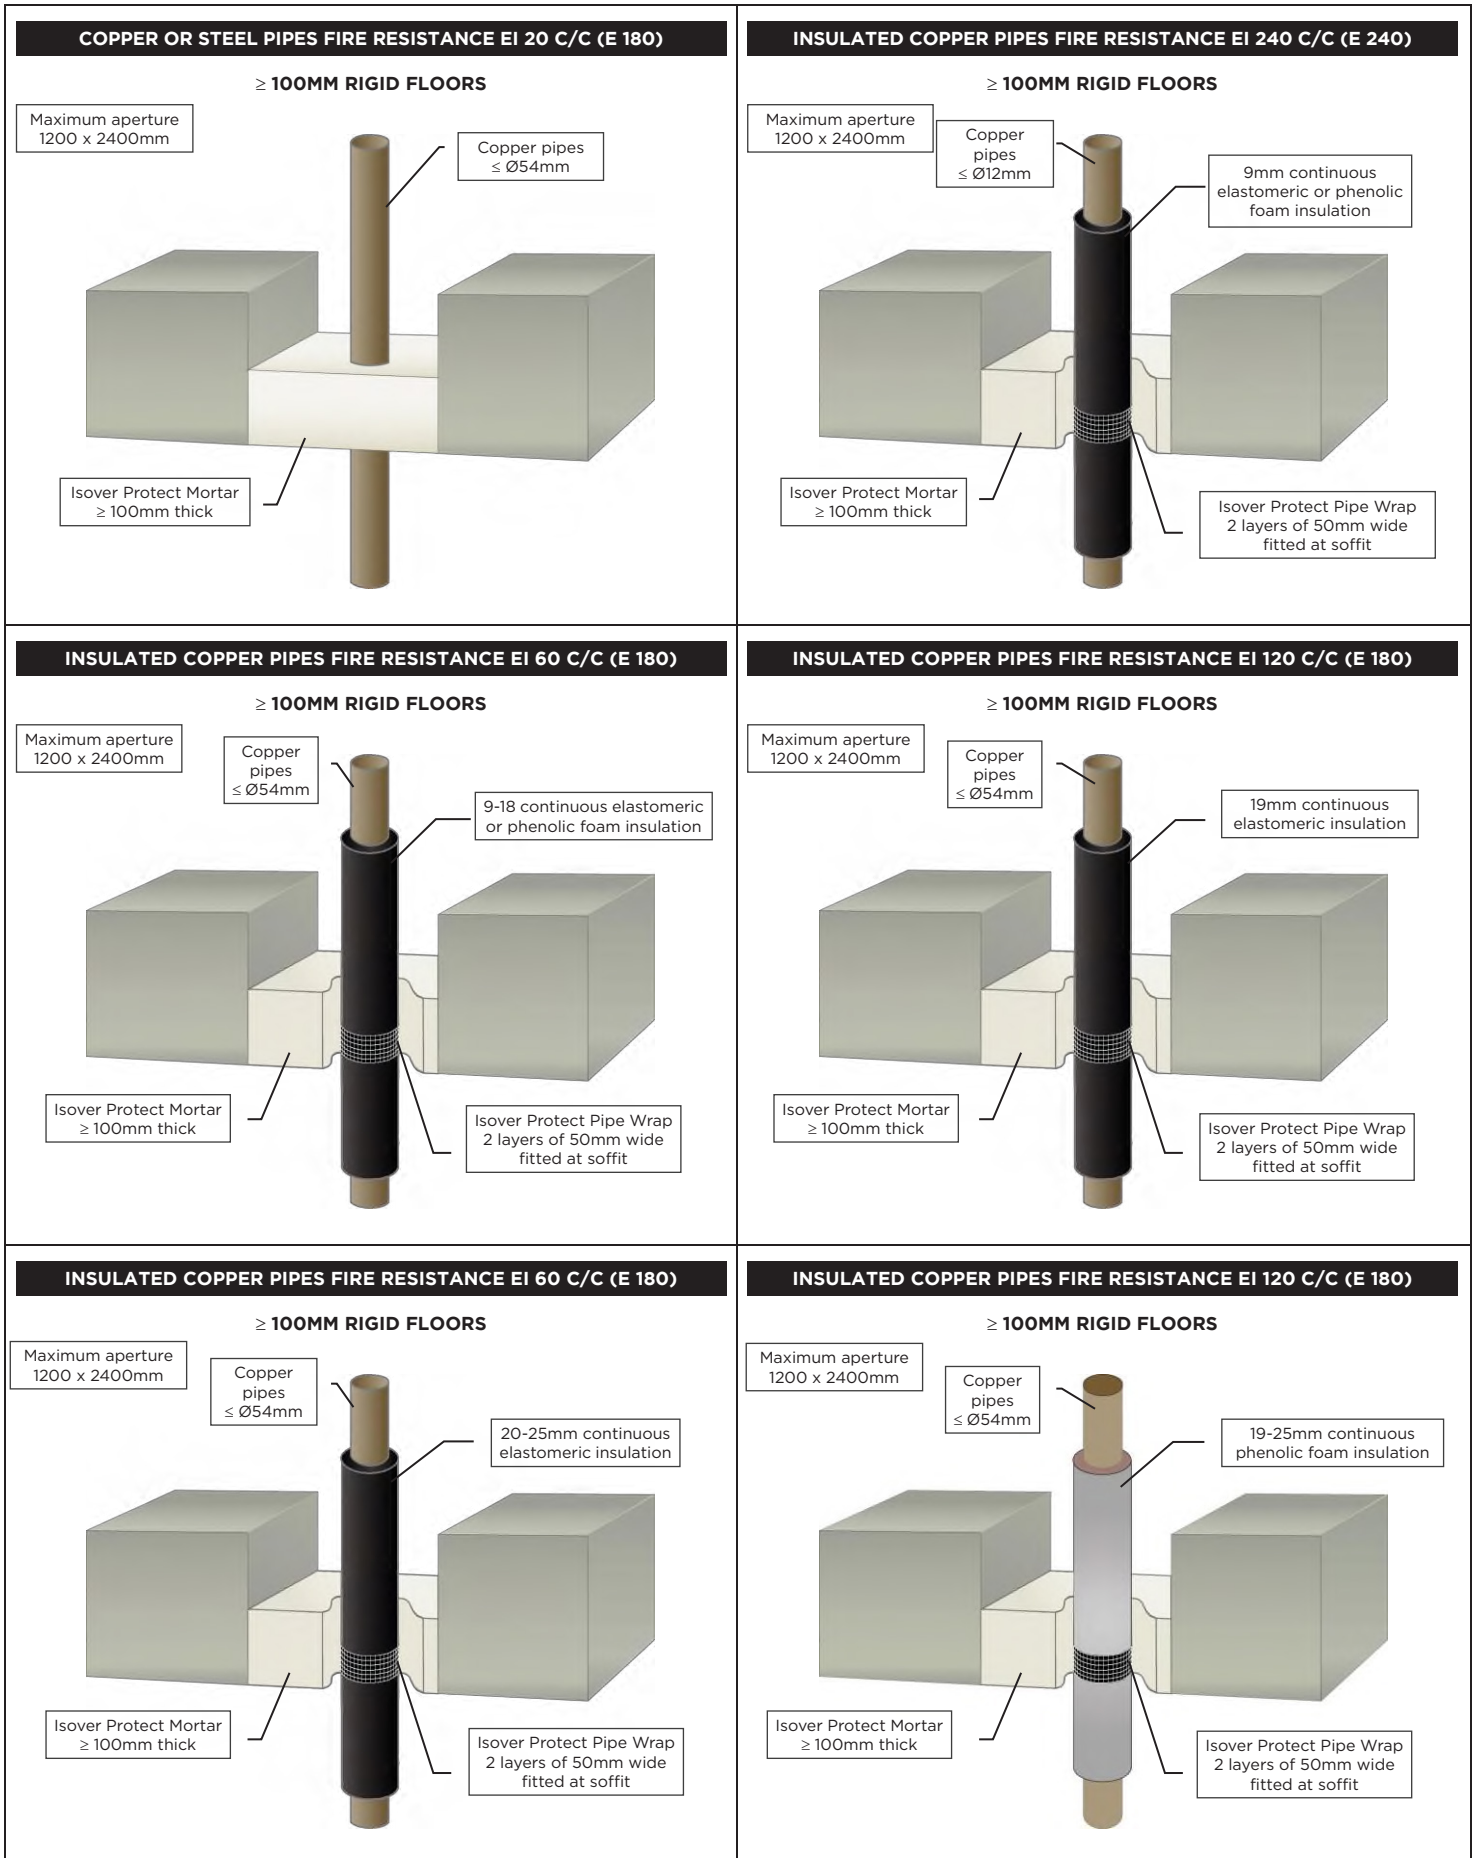 COPPER OR STEEL PIPES FIRE RESISTANCE EI 20 C/C (E 180)
≥ 100MM RIGID FLOORS
Maximum aperture
1200 x 2400mm
Copper pipes
≤ Ø54mm
Isover Protect Mortar
≥ 100mm thick
INSULATED COPPER PIPES FIRE RESISTANCE EI 240 C/C (E 240)
≥ 100MM RIGID FLOORS
Maximum aperture
1200 x 2400mm
Copper
pipes
≤ Ø12mm
9mm continuous
elastomeric or phenolic
foam insulation
Isover Protect Mortar
≥ 100mm thick
Isover Protect Pipe Wrap
2 layers of 50mm wide
fitted at soffit
INSULATED COPPER PIPES FIRE RESISTANCE EI 60 C/C (E 180)
≥ 100MM RIGID FLOORS
Maximum aperture
1200 x 2400mm
Copper
pipes
≤ Ø54mm
9-18 continuous elastomeric
or phenolic foam insulation
Isover Protect Mortar
≥ 100mm thick
Isover Protect Pipe Wrap
2 layers of 50mm wide
fitted at soffit
INSULATED COPPER PIPES FIRE RESISTANCE EI 120 C/C (E 180)
≥ 100MM RIGID FLOORS
Maximum aperture
1200 x 2400mm
Copper
pipes
≤ Ø54mm
19mm continuous
elastomeric insulation
Isover Protect Mortar
≥ 100mm thick
Isover Protect Pipe Wrap
2 layers of 50mm wide
fitted at soffit
INSULATED COPPER PIPES FIRE RESISTANCE EI 60 C/C (E 180)
≥ 100MM RIGID FLOORS
Maximum aperture
1200 x 2400mm
Copper
pipes
≤ Ø54mm
20-25mm continuous
elastomeric insulation
Isover Protect Mortar
≥ 100mm thick
Isover Protect Pipe Wrap
2 layers of 50mm wide
fitted at soffit
INSULATED COPPER PIPES FIRE RESISTANCE EI 120 C/C (E 180)
≥ 100MM RIGID FLOORS
Maximum aperture
1200 x 2400mm
Copper
pipes
≤ Ø54mm
19-25mm continuous
phenolic foam insulation
Isover Protect Mortar
≥ 100mm thick
Isover Protect Pipe Wrap
2 layers of 50mm wide
fitted at soffit